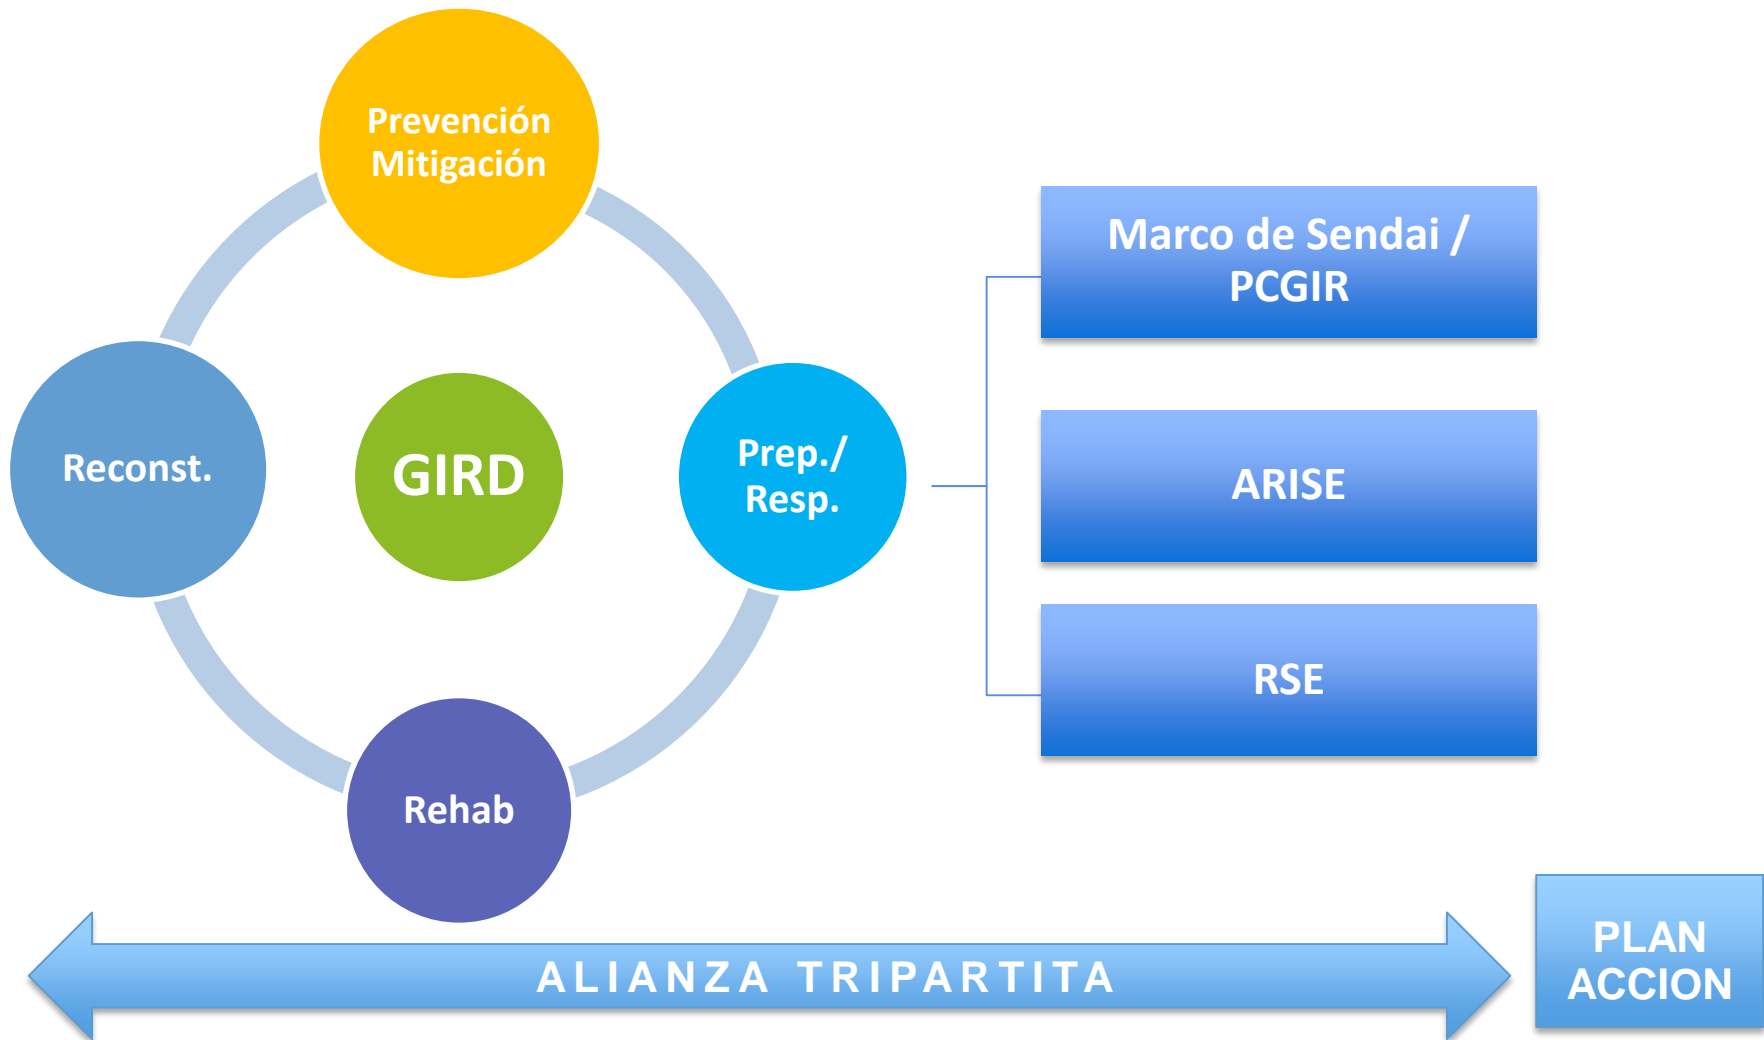 Prevención
Mitigación
Reconst.
GIRD
Prep./
Resp.
Rehab
Marco de Sendai /
PCGIR
ARISE
RSE
ALIANZA TRIPARTITA
PLAN
ACCION